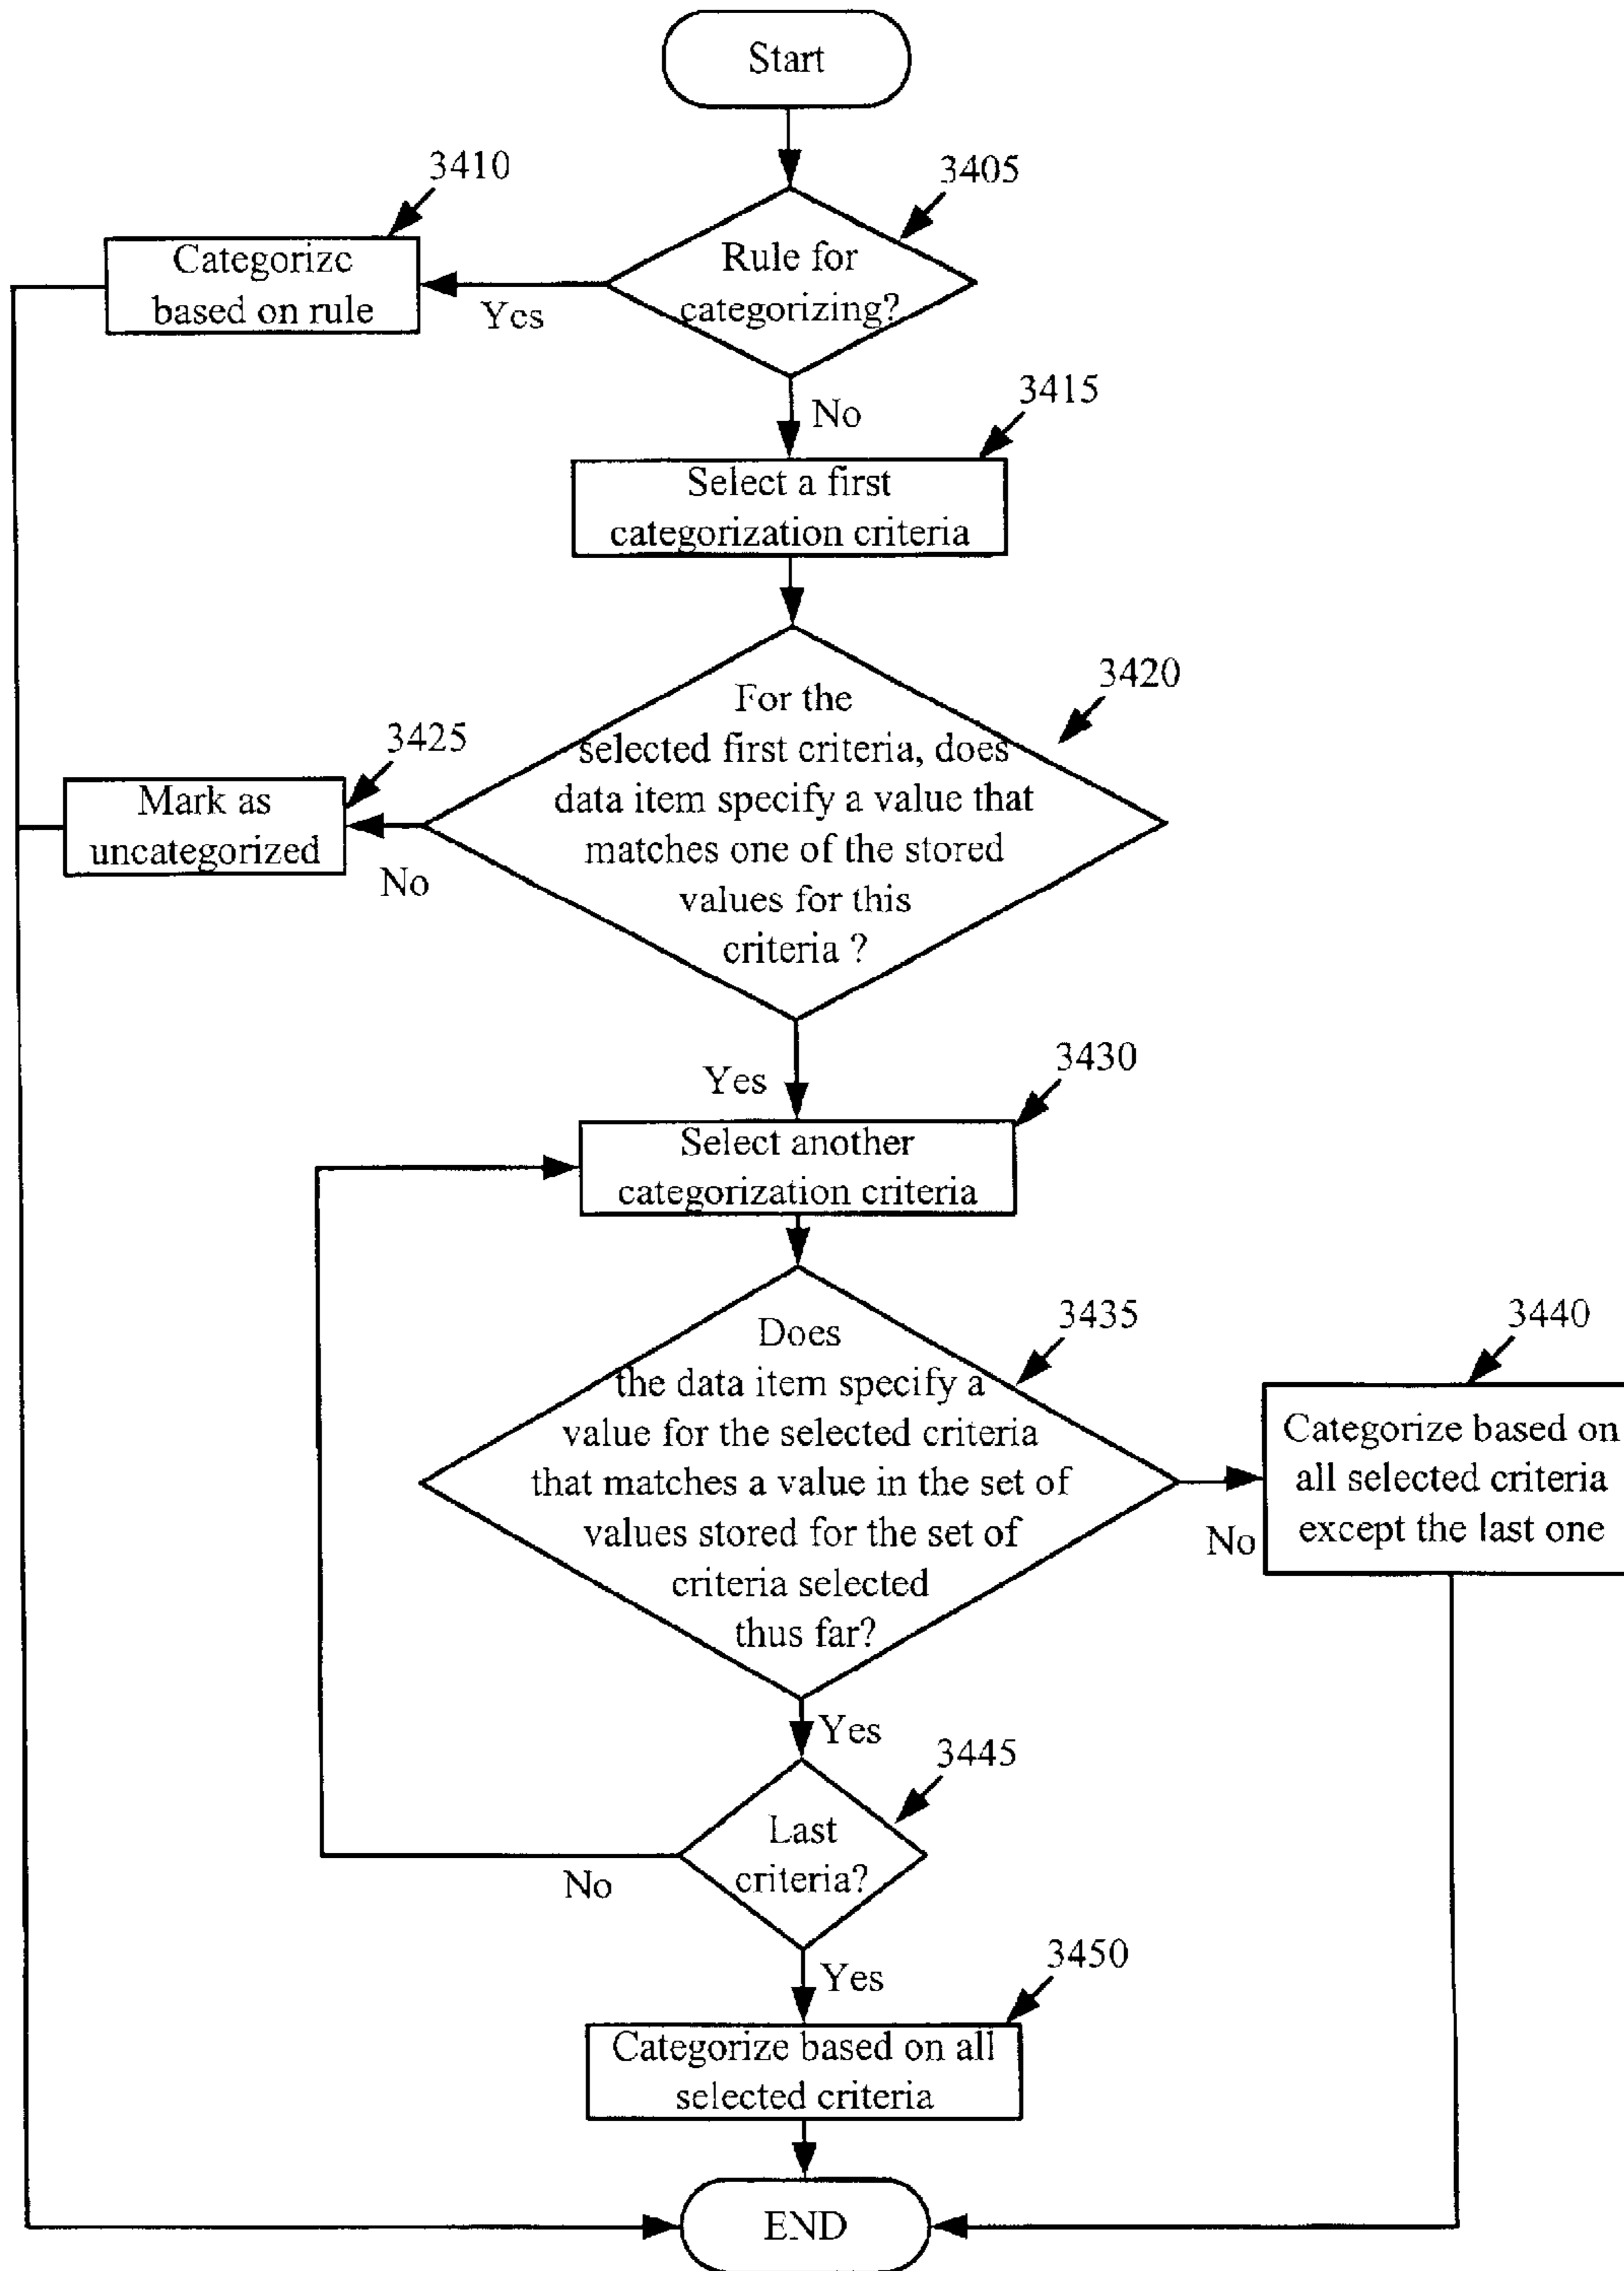 Start
3410
3405
Categorize
based on rule
Yes
Rule for
categorizing?
No
3415
Select a first
categorization criteria
3420
For the
selected first criteria, does
data item specify a value that
matches one of the stored
values for this
criteria ?
3425
Mark as
uncategorized
No
Yes
3430
Select another
categorization criteria
3435
Does
the data item specify a
value for the selected criteria
that matches a value in the set of
values stored for the set of
criteria selected
thus far?
3440
Categorize based on
all selected criteria
except the last one
No
Yes
3445
Last
criteria?
No
Yes
3450
Categorize based on all
selected criteria
END